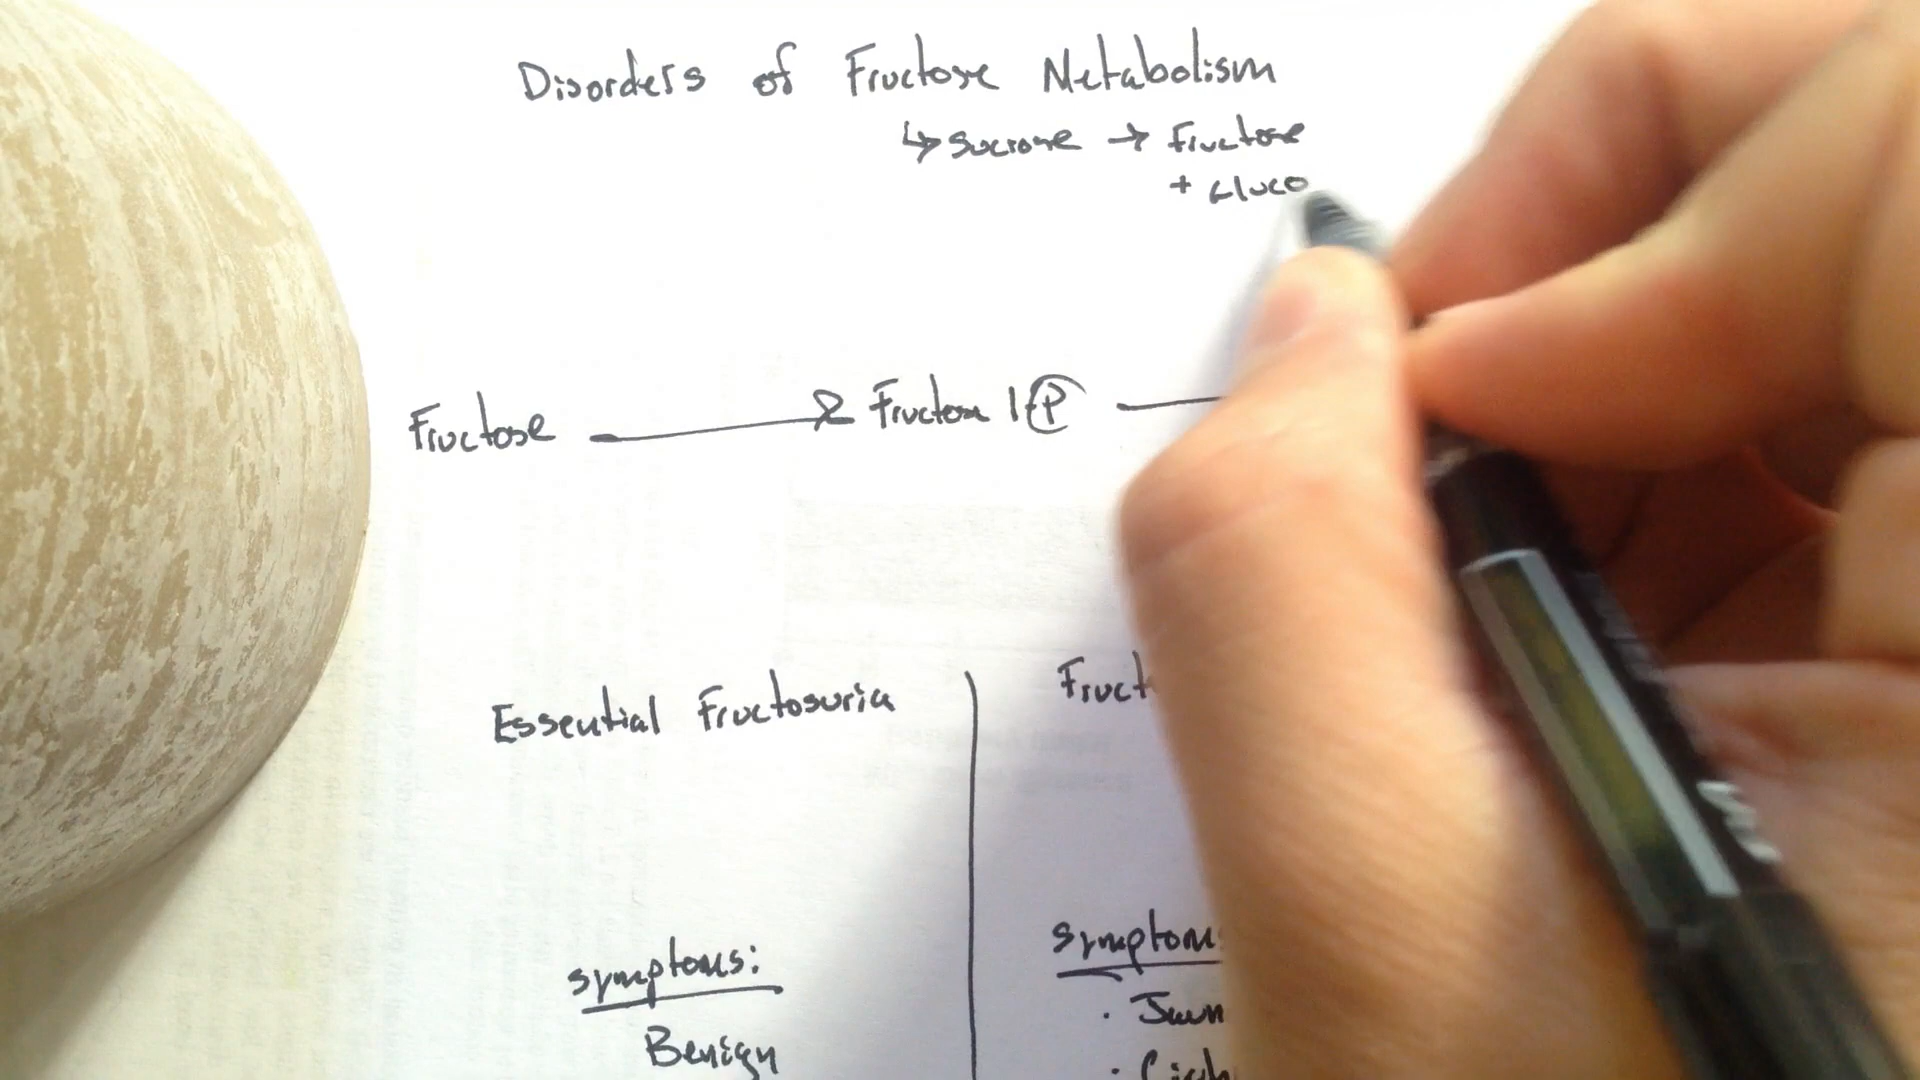 Disorders of Fructose Metabolism
↳ Sucrose → Fructose
+ Gluco
Fructose → Fructose 1 P
Essential Fructosuria
Fruct
symptoms:
Benign
symptoms
· Jaun